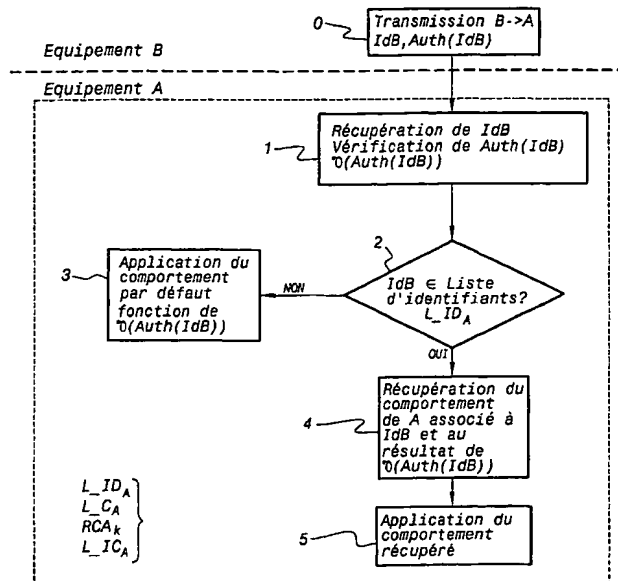 0
Transmission B->A
IdB,Auth(IdB)
Equipement B
Equipement A
1
Récupération de IdB
Vérification de Auth(IdB)
℧(Auth(IdB))
2
IdB ∈ Liste
d'identifiants?
L_ID_A
NON
OUI
3
Application du
comportement
par défaut
fonction de
℧(Auth(IdB))
4
Récupération du
comportement
de A associé à
IdB et au
résultat de
℧(Auth(IdB))
5
Application du
comportement
récupéré
L_ID_A
L_C_A
RCA_k
L_IC_A